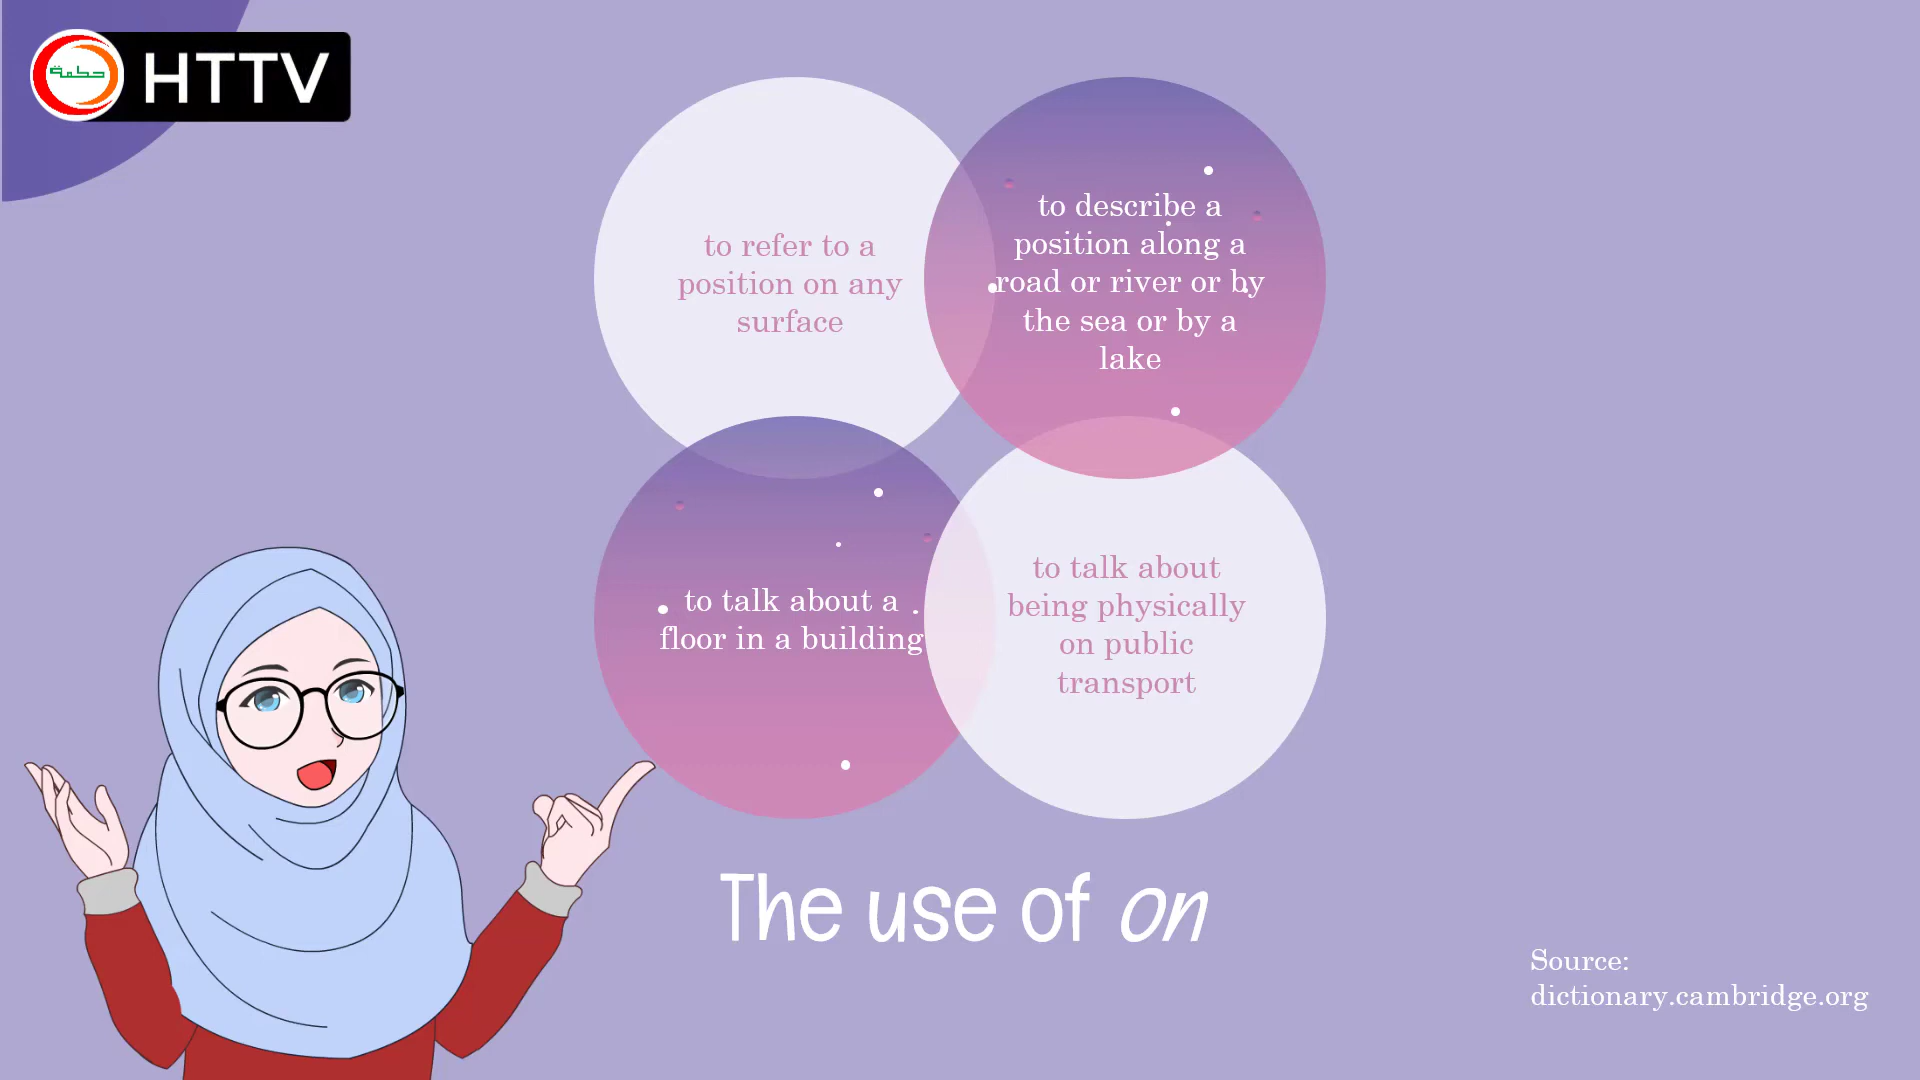 حكمة
HTTV
to refer to a
position on any
surface
to describe a
position along a
road or river or by
the sea or by a
lake
to talk about a
floor in a building
to talk about
being physically
on public
transport
The use of on
Source:
dictionary.cambridge.org